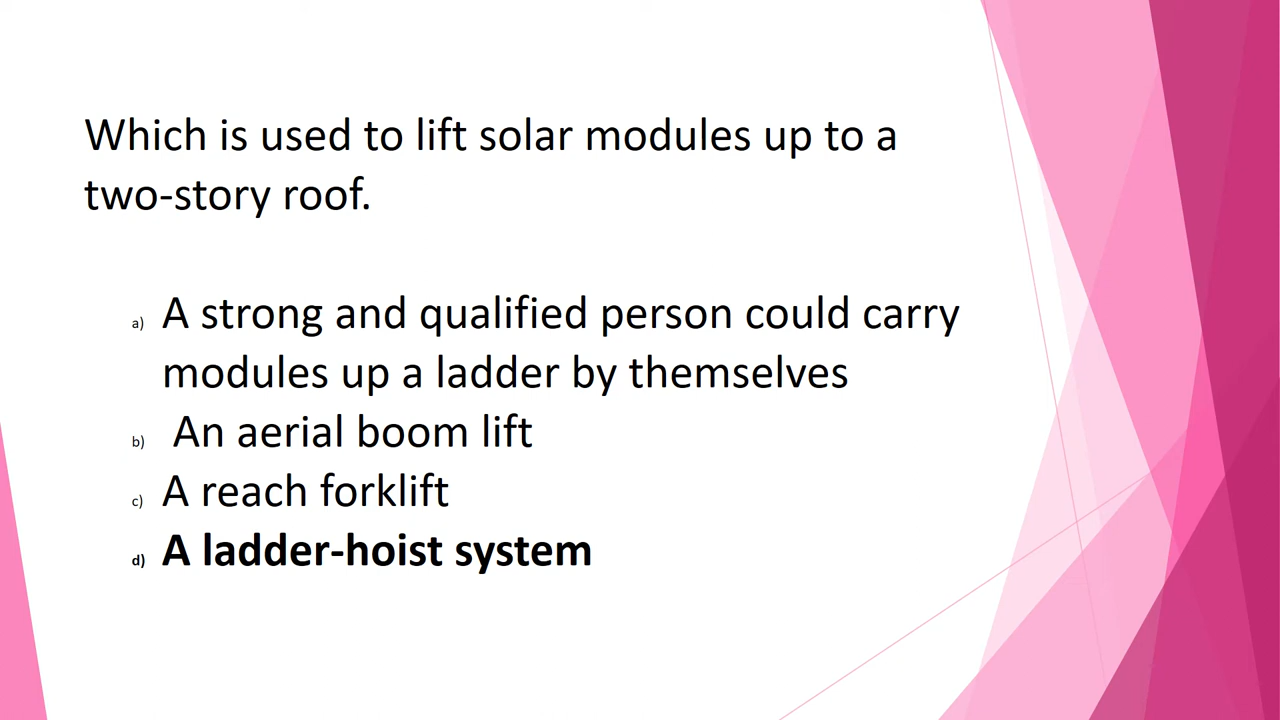 Which is used to lift solar modules up to a
two-story roof.
a) A strong and qualified person could carry
modules up a ladder by themselves
b) An aerial boom lift
c) A reach forklift
d) A ladder-hoist system